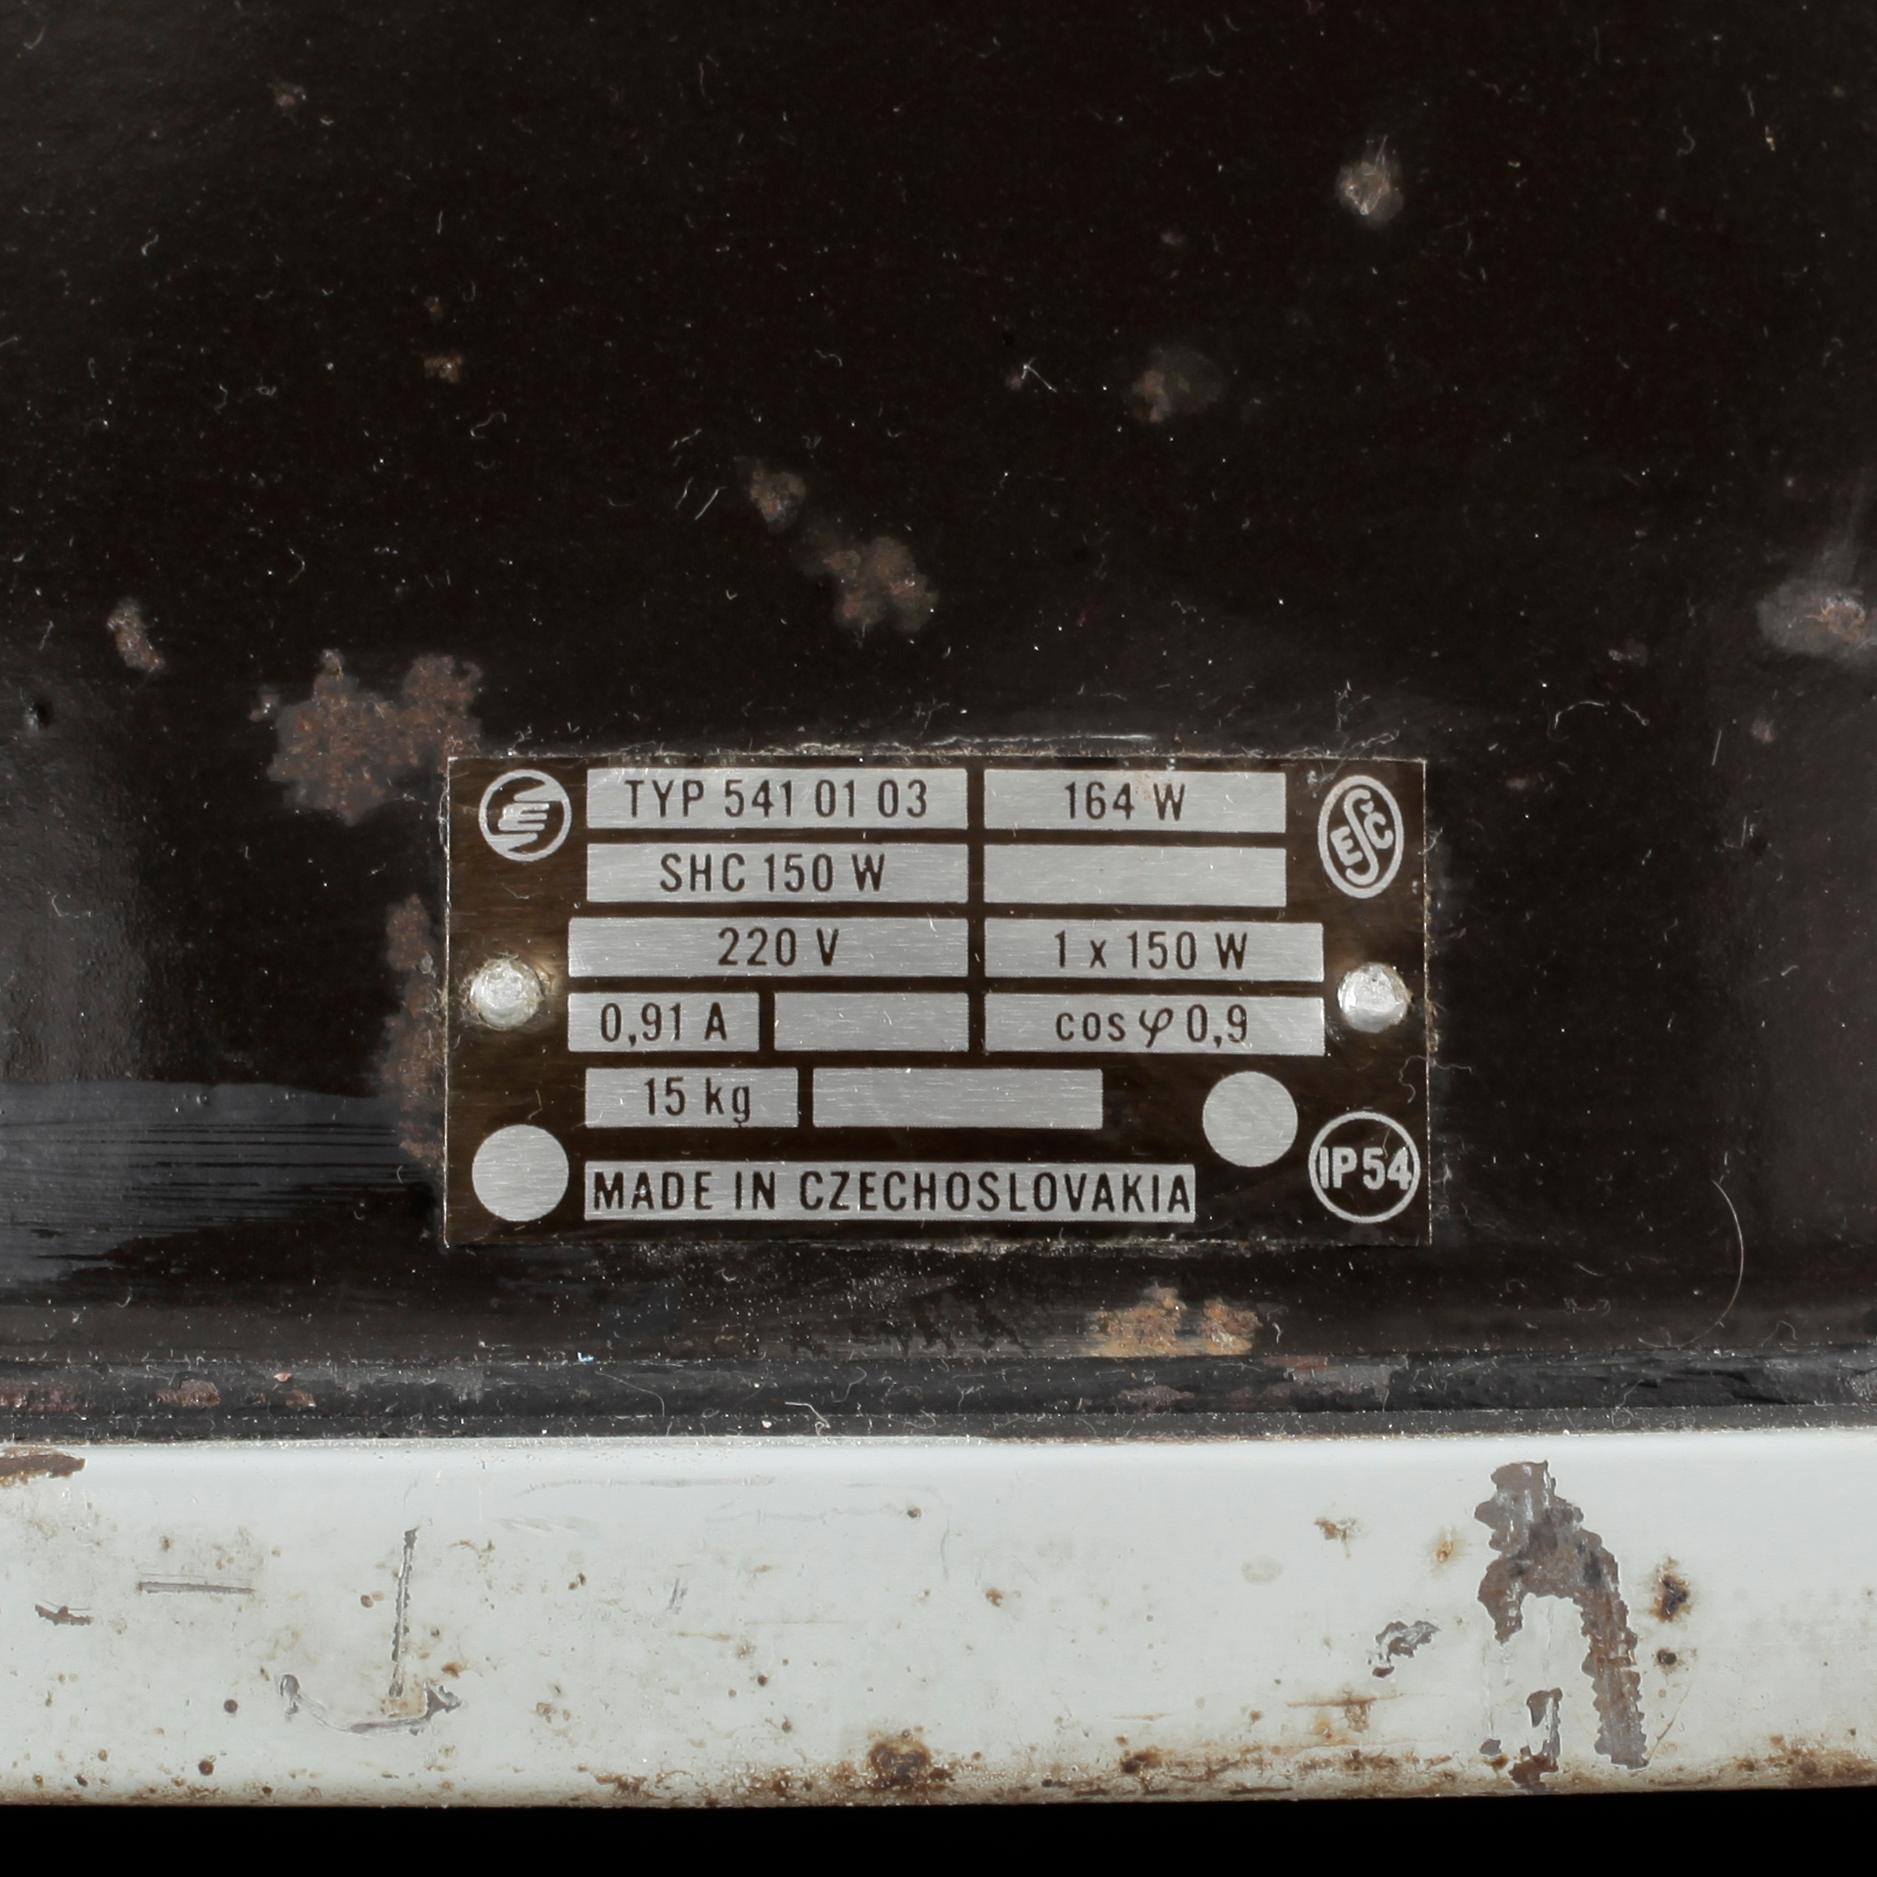 TYP 541 01 03 164 W
SHC 150 W
220 V 1 x 150 W
0,91 A cos φ 0,9
15 kg
MADE IN CZECHOSLOVAKIA
ESČ
IP54